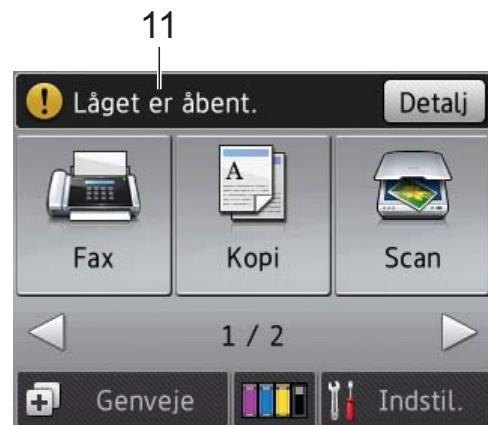 11
Låget er åbent. Detalj
Fax Kopi Scan
1 / 2
Genveje Indstil.